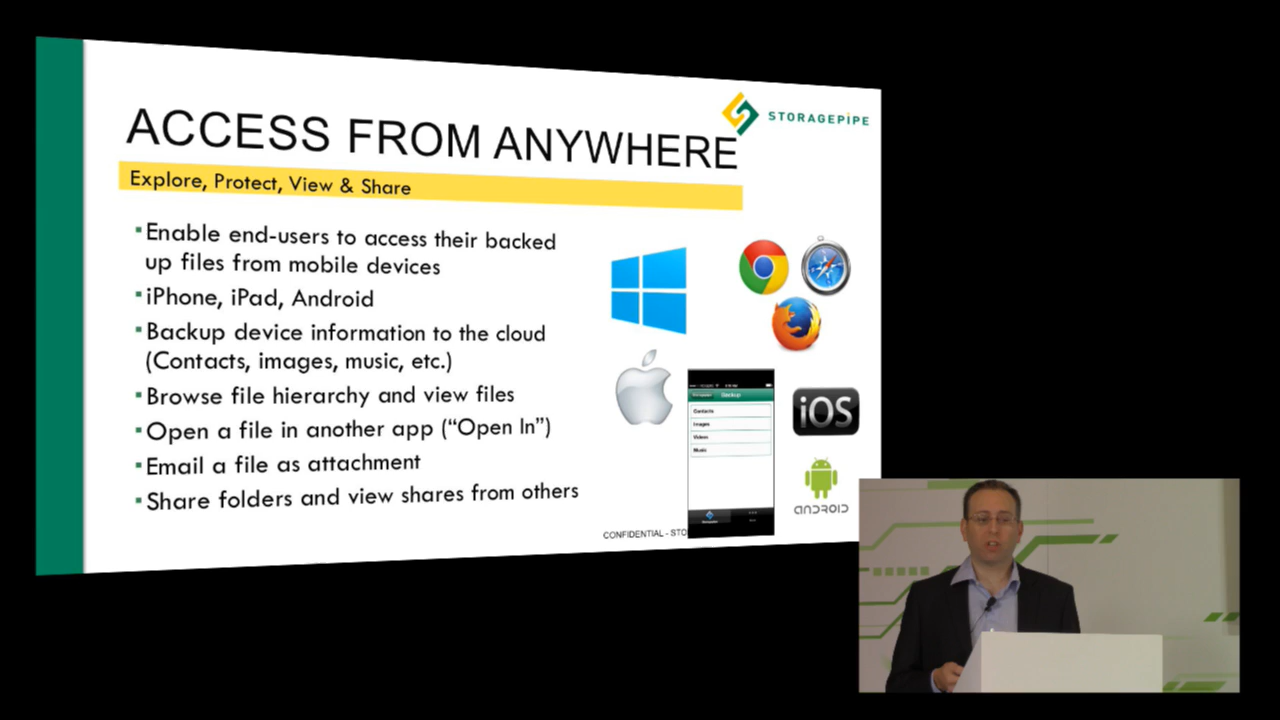 STORAGEPIPE
ACCESS FROM ANYWHERE
Explore, Protect, View & Share
▪Enable end-users to access their backed
up files from mobile devices
▪iPhone, iPad, Android
▪Backup device information to the cloud
(Contacts, images, music, etc.)
▪Browse file hierarchy and view files
▪Open a file in another app (“Open In”)
▪Email a file as attachment
▪Share folders and view shares from others
Backup
Contacts
Images
Videos
Music
iOS
ANDROID
CONFIDENTIAL - STO